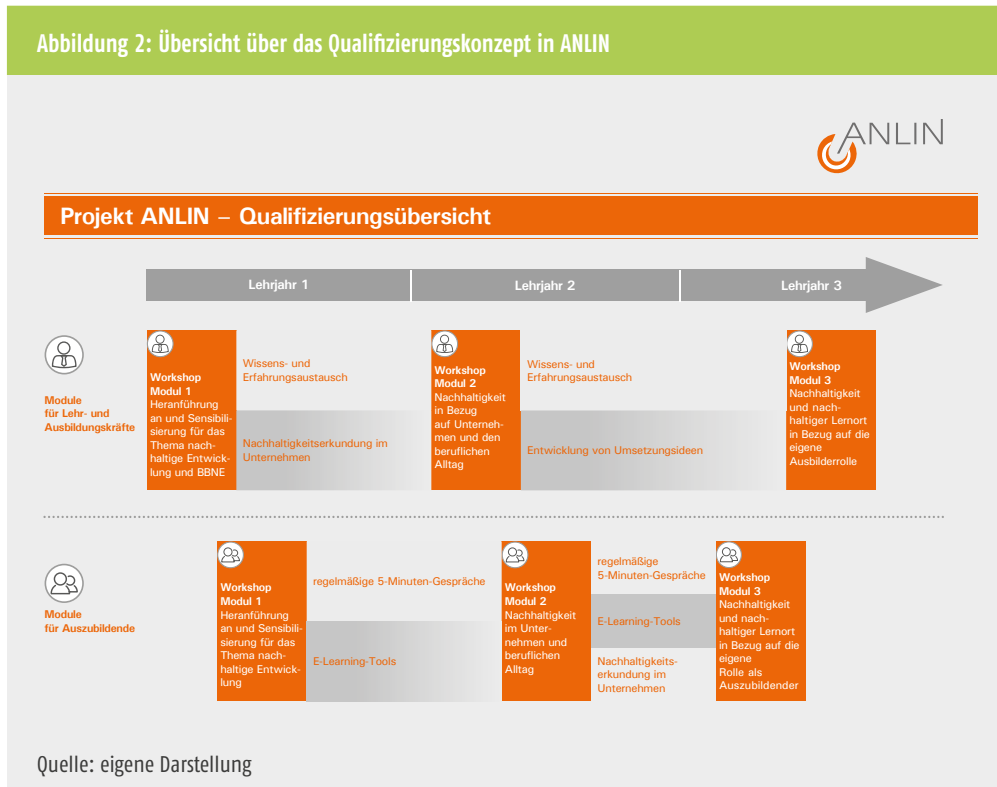 Abbildung 2: Übersicht über das Qualifizierungskonzept in ANLIN
ANLIN
Projekt ANLIN – Qualifizierungsübersicht
Lehrjahr 1
Lehrjahr 2
Lehrjahr 3
Module
für Lehr- und
Ausbildungskräfte
Workshop
Modul 1
Heranführung
an und Sensibili-
sierung für das
Thema nach-
haltige Entwick-
lung und BBNE
Wissens- und
Erfahrungsaustausch
Nachhaltigkeitserkundung im
Unternehmen
Workshop
Modul 2
Nachhaltigkeit
in Bezug
auf Unterneh-
men und den
beruflichen
Alltag
Wissens- und
Erfahrungsaustausch
Entwicklung von Umsetzungsideen
Workshop
Modul 3
Nachhaltigkeit
und nach-
haltiger Lernort
in Bezug auf die
eigene
Ausbilderrolle
Module
für Auszubildende
Workshop
Modul 1
Heranführung
an und Sensibili-
sierung für das
Thema nach-
haltige Entwick-
lung
regelmäßige 5-Minuten-Gespräche
E-Learning-Tools
Workshop
Modul 2
Nachhaltigkeit
im Unter-
nehmen und
beruflichen
Alltag
regelmäßige
5-Minuten-Gespräche
E-Learning-Tools
Nachhaltigkeits-
erkundung im
Unternehmen
Workshop
Modul 3
Nachhaltigkeit
und nach-
haltiger Lernort
in Bezug auf die
eigene
Rolle als
Auszubildender
Quelle: eigene Darstellung